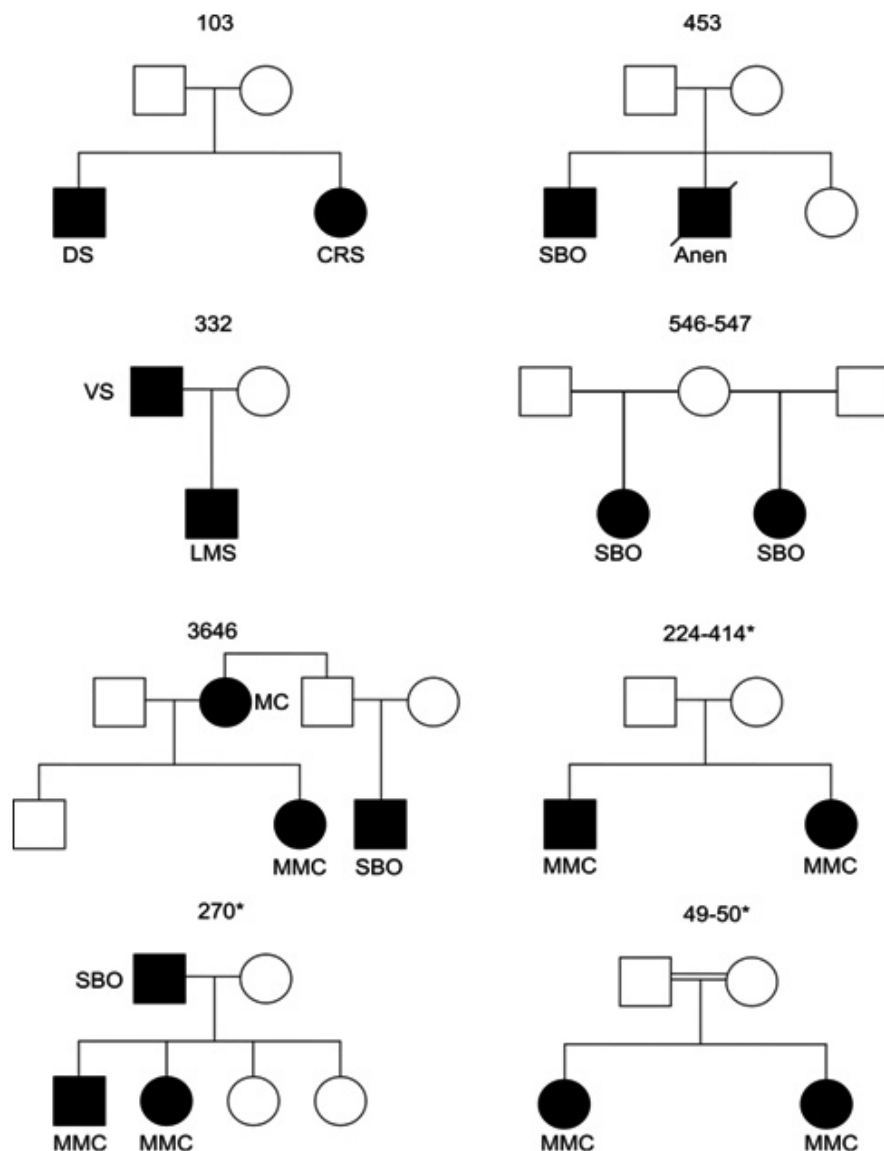 103
453
DS
CRS
SBO
Anen
332
546-547
VS
LMS
SBO
SBO
3646
224-414*
MC
MMC
SBO
MMC
MMC
270*
49-50*
SBO
MMC
MMC
MMC
MMC